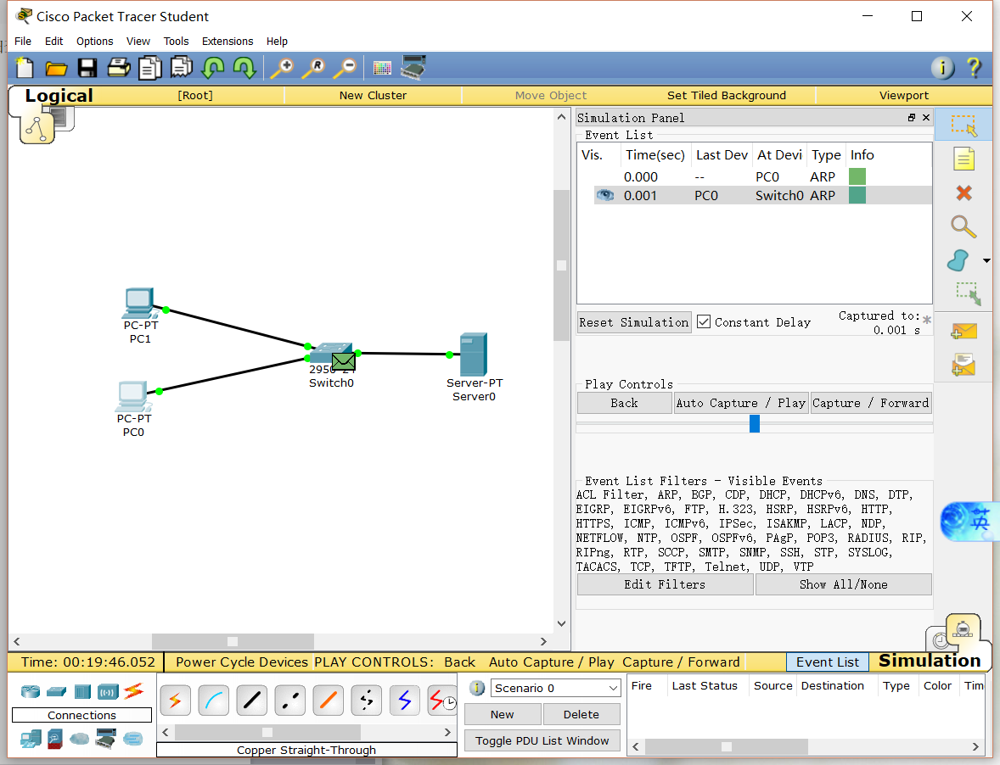 Cisco Packet Tracer Student
File Edit Options View Tools Extensions Help
Logical [Root] New Cluster Move Object Set Tiled Background Viewport
Simulation Panel
Event List
Vis. Time(sec) Last Dev At Devi Type Info
0.000 -- PC0 ARP
0.001 PC0 Switch0 ARP
Reset Simulation Constant Delay Captured to: *
0.001 s
PC-PT
PC1
Switch0
PC-PT
PC0
Server-PT
Server0
Play Controls
Back Auto Capture / Play Capture / Forward
Event List Filters - Visible Events
ACL Filter, ARP, BGP, CDP, DHCP, DHCPv6, DNS, DTP,
EIGRP, EIGRPv6, FTP, H.323, HSRP, HSRPv6, HTTP,
HTTPS, ICMP, ICMPv6, IPSec, ISAKMP, LACP, NDP,
NETFLOW, NTP, OSPF, OSPFv6, PAgP, POP3, RADIUS, RIP,
RIPng, RTP, SCCP, SMTP, SNMP, SSH, STP, SYSLOG,
TACACS, TCP, TFTP, Telnet, UDP, VTP
Edit Filters Show All/None
英
Time: 00:19:46.052 Power Cycle Devices PLAY CONTROLS: Back Auto Capture / Play Capture / Forward Event List Simulation
Connections
Copper Straight-Through
Scenario 0
New Delete
Toggle PDU List Window
Fire Last Status Source Destination Type Color Tim